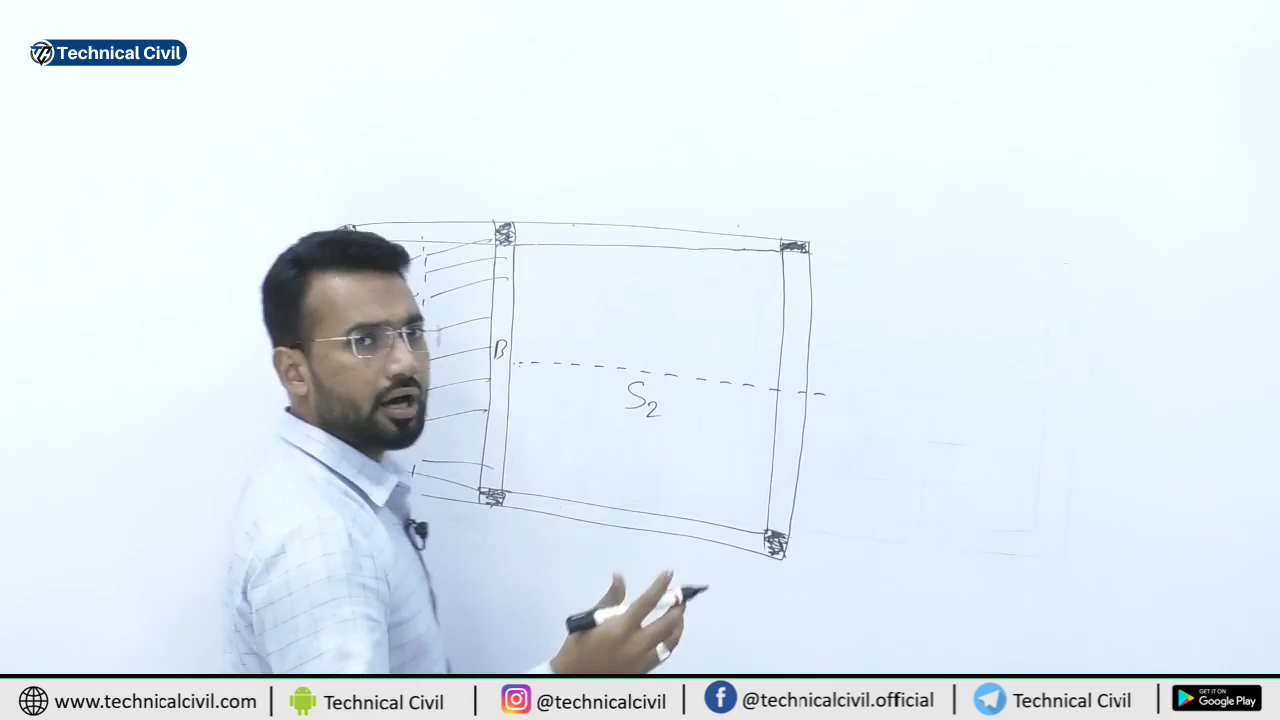 Technical Civil
B
S2
www.technicalcivil.com
Technical Civil
@technicalcivil
@technicalcivil.official
Technical Civil
GET IT ON
Google Play